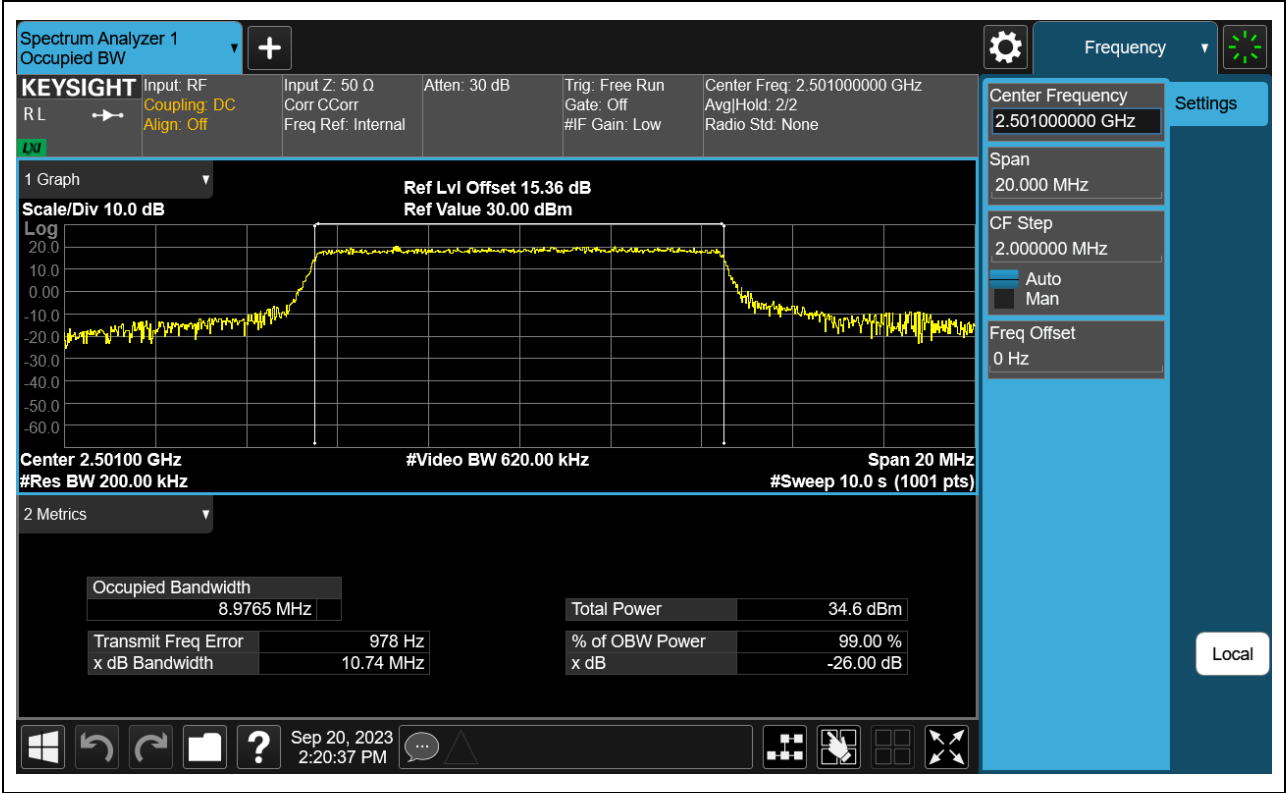 Spectrum Analyzer 1
Occupied BW
Frequency
KEYSIGHT
R L
LXI
Input: RF
Coupling: DC
Align: Off
Input Z: 50 Ω
Corr CCorr
Freq Ref: Internal
Atten: 30 dB
Trig: Free Run
Gate: Off
#IF Gain: Low
Center Freq: 2.501000000 GHz
Avg|Hold: 2/2
Radio Std: None
Center Frequency
2.501000000 GHz
Settings
Span
20.000 MHz
CF Step
2.000000 MHz
Auto
Man
Freq Offset
0 Hz
Local
1 Graph
Scale/Div 10.0 dB
Ref Lvl Offset 15.36 dB
Ref Value 30.00 dBm
Log
20.0
10.0
0.00
-10.0
-20.0
-30.0
-40.0
-50.0
-60.0
Center 2.50100 GHz
#Video BW 620.00 kHz
Span 20 MHz
#Res BW 200.00 kHz
#Sweep 10.0 s (1001 pts)
2 Metrics
Occupied Bandwidth
8.9765 MHz
Total Power 34.6 dBm
Transmit Freq Error 978 Hz
% of OBW Power 99.00 %
x dB Bandwidth 10.74 MHz
x dB -26.00 dB
?
Sep 20, 2023
2:20:37 PM